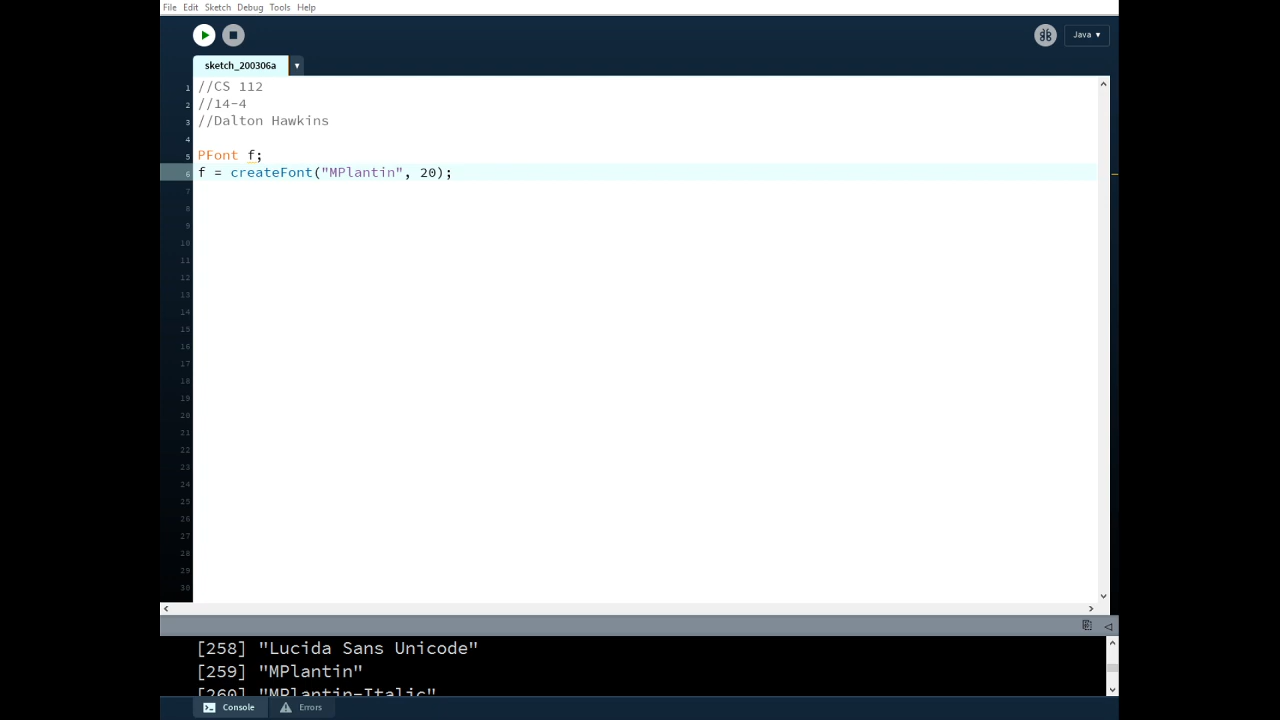 File Edit Sketch Debug Tools Help
Java ▾
sketch_200306a ▾
1 //CS 112
2 //14-4
3 //Dalton Hawkins
4
5 PFont f;
6 f = createFont("MPlantin", 20);
7
8
9
10
11
12
13
14
15
16
17
18
19
20
21
22
23
24
25
26
27
28
29
30
[258] "Lucida Sans Unicode"
[259] "MPlantin"
[260] "MPlantin-Italic"
Console Errors